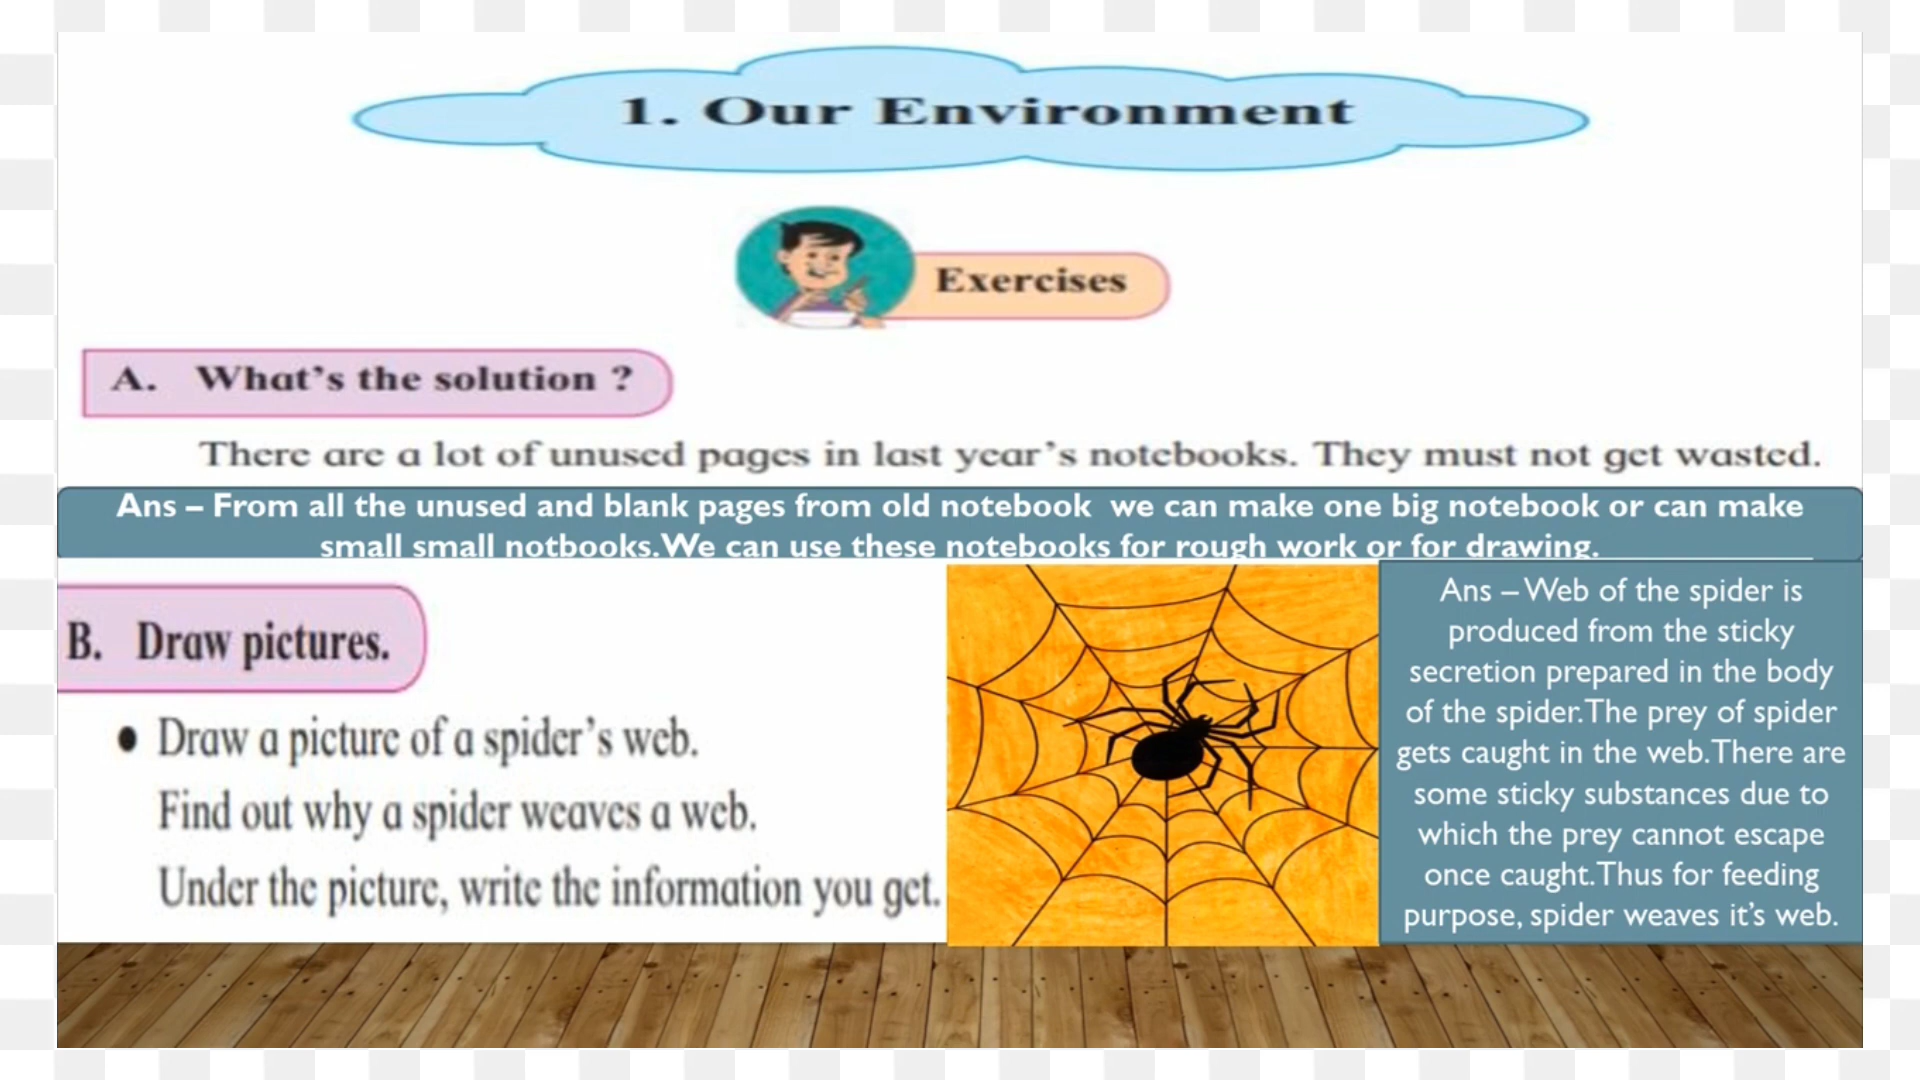 1. Our Environment
Exercises
A. What's the solution ?
There are a lot of unused pages in last year's notebooks. They must not get wasted.
Ans – From all the unused and blank pages from old notebook we can make one big notebook or can make
small small notbooks.We can use these notebooks for rough work or for drawing.
B. Draw pictures.
● Draw a picture of a spider's web.
Find out why a spider weaves a web.
Under the picture, write the information you get.
Ans – Web of the spider is
produced from the sticky
secretion prepared in the body
of the spider.The prey of spider
gets caught in the web.There are
some sticky substances due to
which the prey cannot escape
once caught.Thus for feeding
purpose, spider weaves it's web.